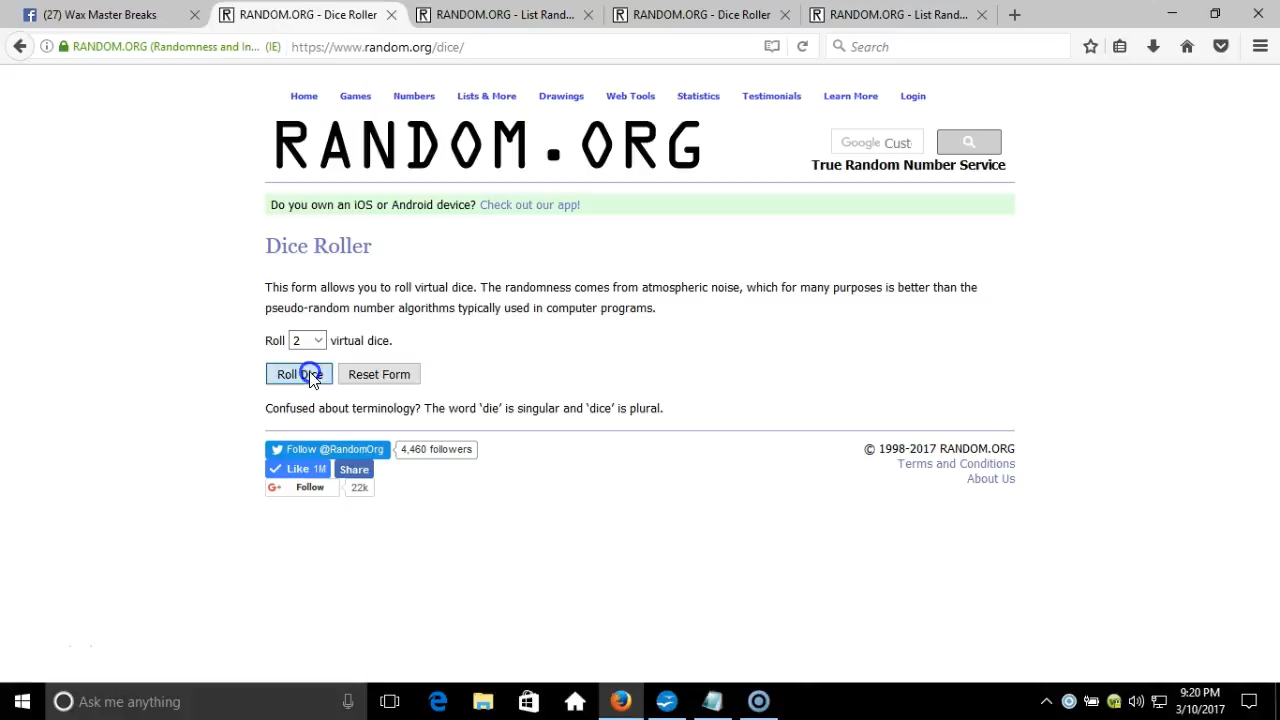 (27) Wax Master Breaks
RANDOM.ORG - Dice Roller
RANDOM.ORG - List Rand...
RANDOM.ORG - Dice Roller
RANDOM.ORG - List Rand...
RANDOM.ORG (Randomness and In... (IE)
https://www.random.org/dice/
Search
Home Games Numbers Lists & More Drawings Web Tools Statistics Testimonials Learn More Login
RANDOM.ORG
Google Cust
True Random Number Service
Do you own an iOS or Android device? Check out our app!
Dice Roller
This form allows you to roll virtual dice. The randomness comes from atmospheric noise, which for many purposes is better than the
pseudo-random number algorithms typically used in computer programs.
Roll 2 virtual dice.
Roll Dice Reset Form
Confused about terminology? The word ‘die’ is singular and ‘dice’ is plural.
Follow @RandomOrg 4,460 followers
Like 1M Share
G+ Follow 22k
© 1998-2017 RANDOM.ORG
Terms and Conditions
About Us
Ask me anything
9:20 PM
3/10/2017